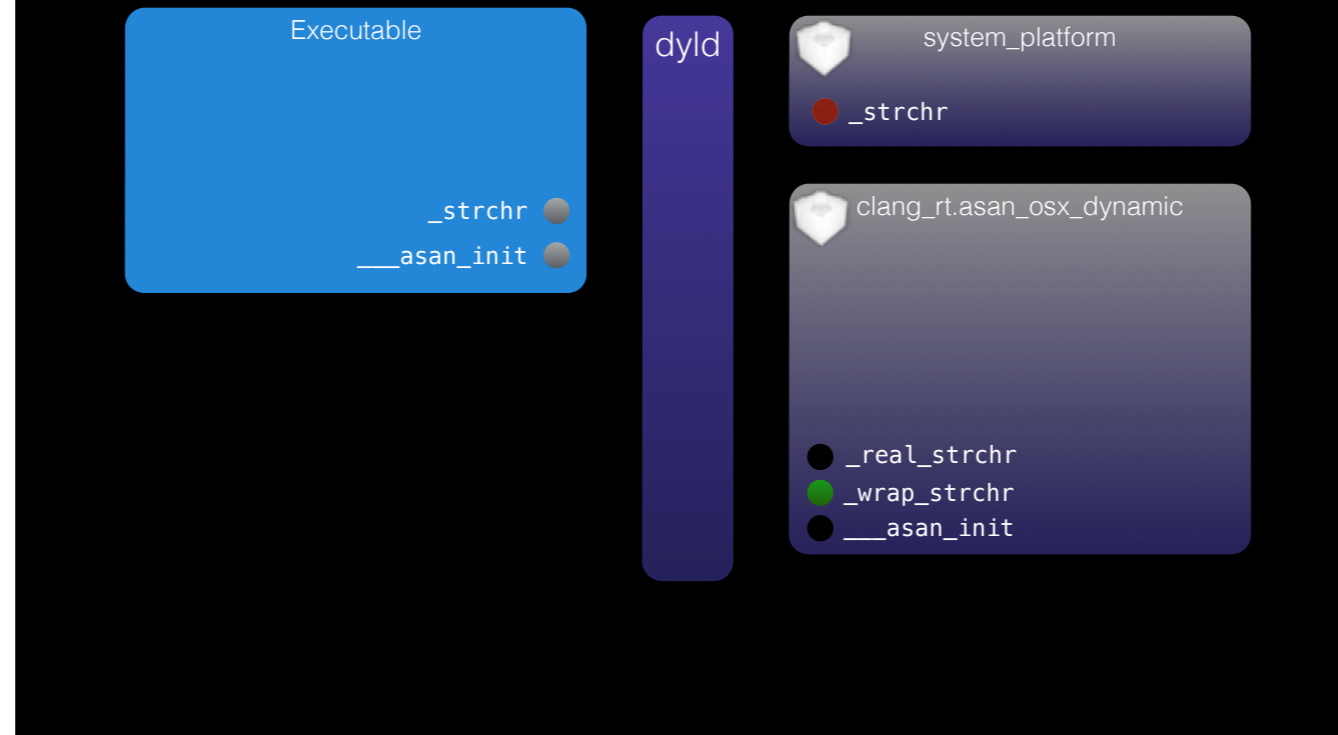 Executable
_strchr
___asan_init
dyld
system_platform
_strchr
clang_rt.asan_osx_dynamic
_real_strchr
_wrap_strchr
___asan_init